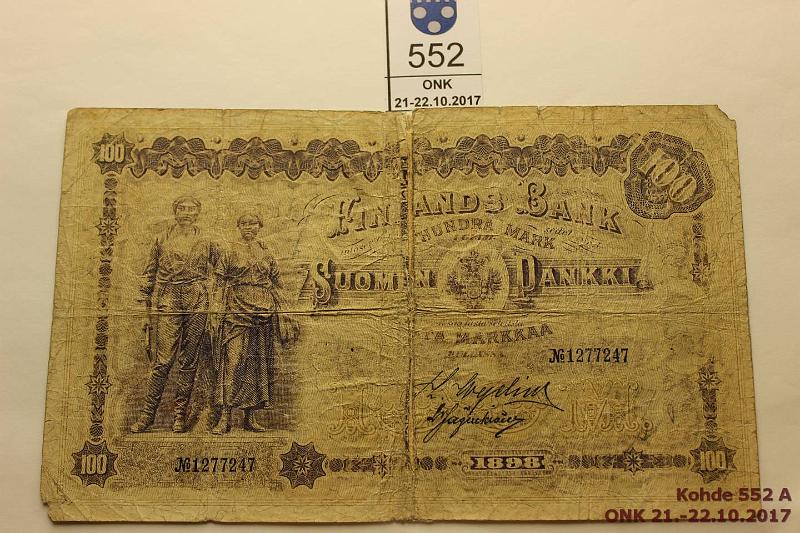 552
ONK
21-22.10.2017
100
100
FINLANDS BANK
HUNDRA MARK
SUOMEN PANKKI.
MARKKAA
№1277247
100
№1277247
1898
100
Kohde 552 A
ONK 21.-22.10.2017